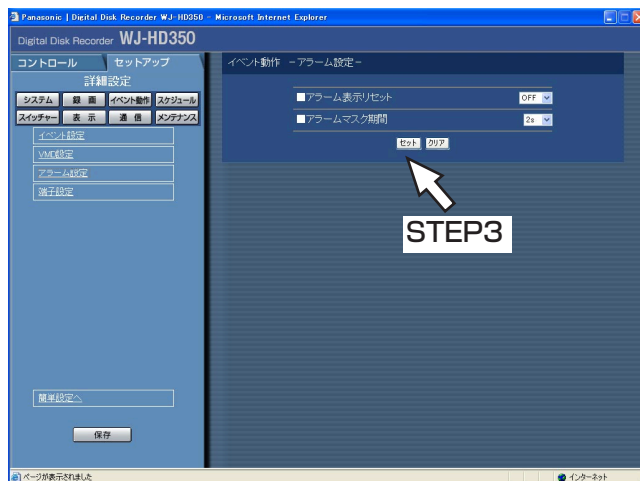 Panasonic | Digital Disk Recorder WJ-HD350 - Microsoft Internet Explorer
Digital Disk Recorder WJ-HD350
コントロール セットアップ
詳細設定
システム 録 画 イベント動作 スケジュール
スイッチャー 表 示 通 信 メンテナンス
イベント設定
VMD設定
アラーム設定
端子設定
簡単設定へ
保存
イベント動作 －アラーム設定－
■アラーム表示リセット OFF
■アラームマスク期間 2s
セット クリア
STEP3
ページが表示されました インターネット